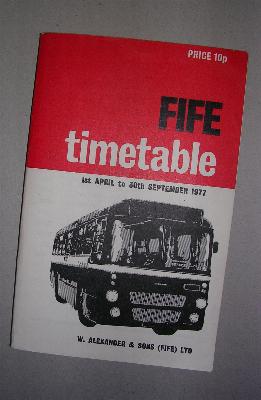 PRICE 10p
FIFE
timetable
1st APRIL to 30th SEPTEMBER 1977
W. ALEXANDER & SONS (FIFE) LTD